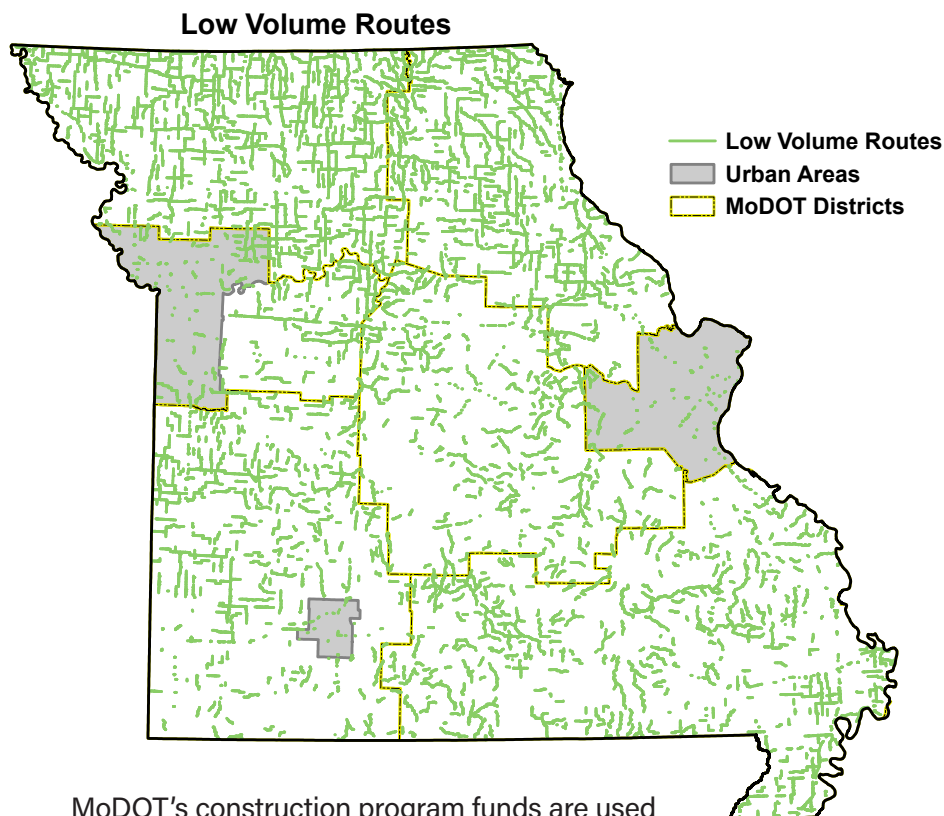 Low Volume Routes
Low Volume Routes
Urban Areas
MoDOT Districts
MoDOT's construction program funds are used